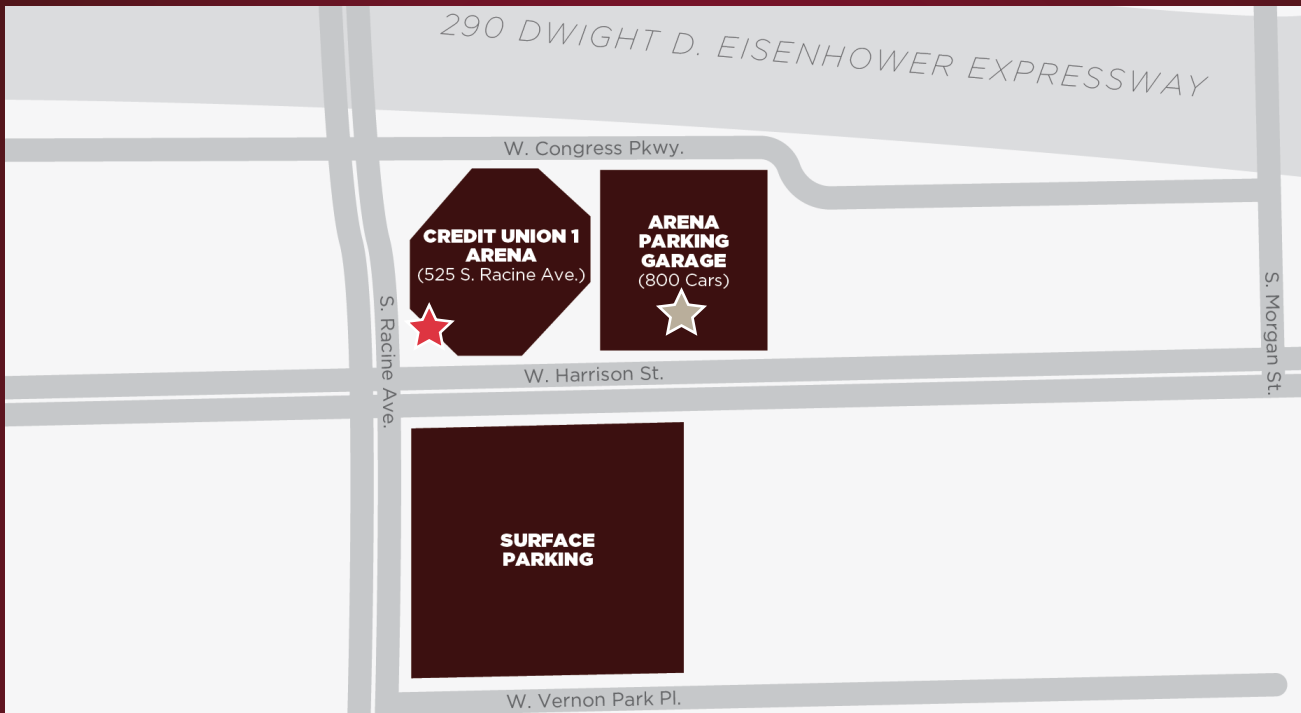 290 DWIGHT D. EISENHOWER EXPRESSWAY
W. Congress Pkwy.
CREDIT UNION 1
ARENA
(525 S. Racine Ave.)
ARENA
PARKING
GARAGE
(800 Cars)
S. Racine Ave.
S. Morgan St.
W. Harrison St.
SURFACE
PARKING
W. Vernon Park Pl.